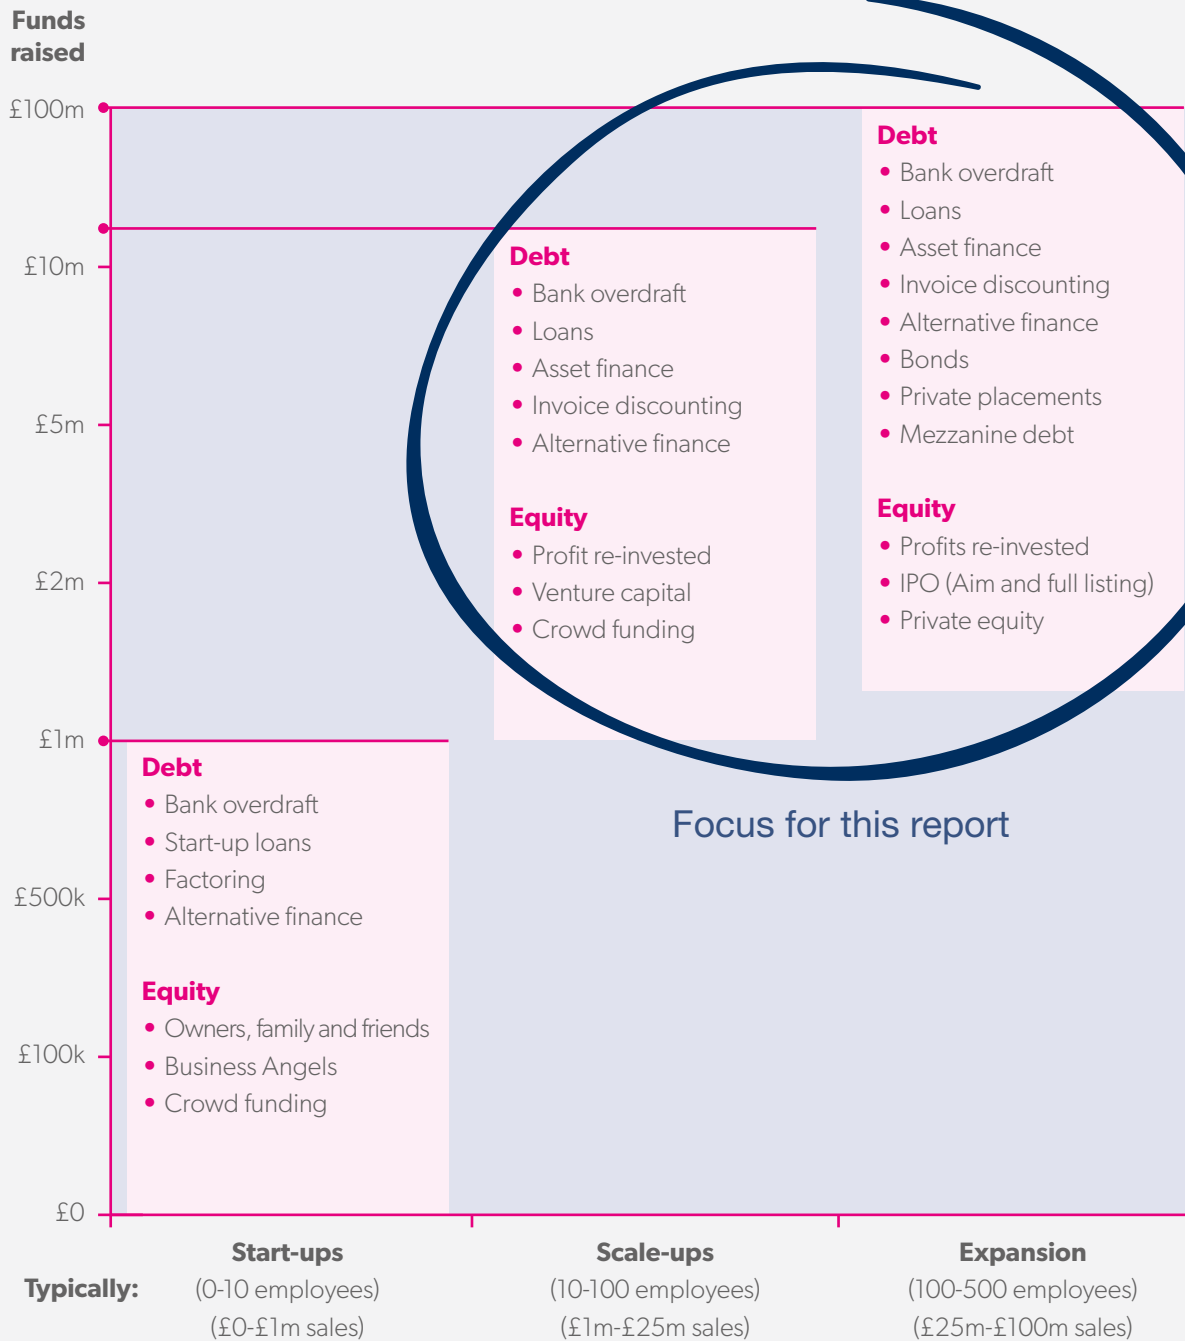 Funds
raised
£100m
£10m
£5m
£2m
£1m
£500k
£100k
£0
Debt
Bank overdraft
Start-up loans
Factoring
Alternative finance
Equity
Owners, family and friends
Business Angels
Crowd funding
Debt
Bank overdraft
Loans
Asset finance
Invoice discounting
Alternative finance
Equity
Profit re-invested
Venture capital
Crowd funding
Debt
Bank overdraft
Loans
Asset finance
Invoice discounting
Alternative finance
Bonds
Private placements
Mezzanine debt
Equity
Profits re-invested
IPO (Aim and full listing)
Private equity
Focus for this report
Typically:
Start-ups
(0-10 employees)
(£0-£1m sales)
Scale-ups
(10-100 employees)
(£1m-£25m sales)
Expansion
(100-500 employees)
(£25m-£100m sales)